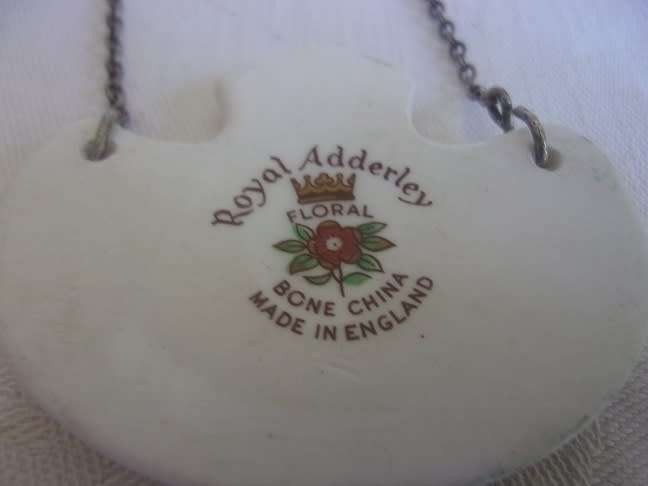 Royal Adderley
FLORAL
BONE CHINA
MADE IN ENGLAND